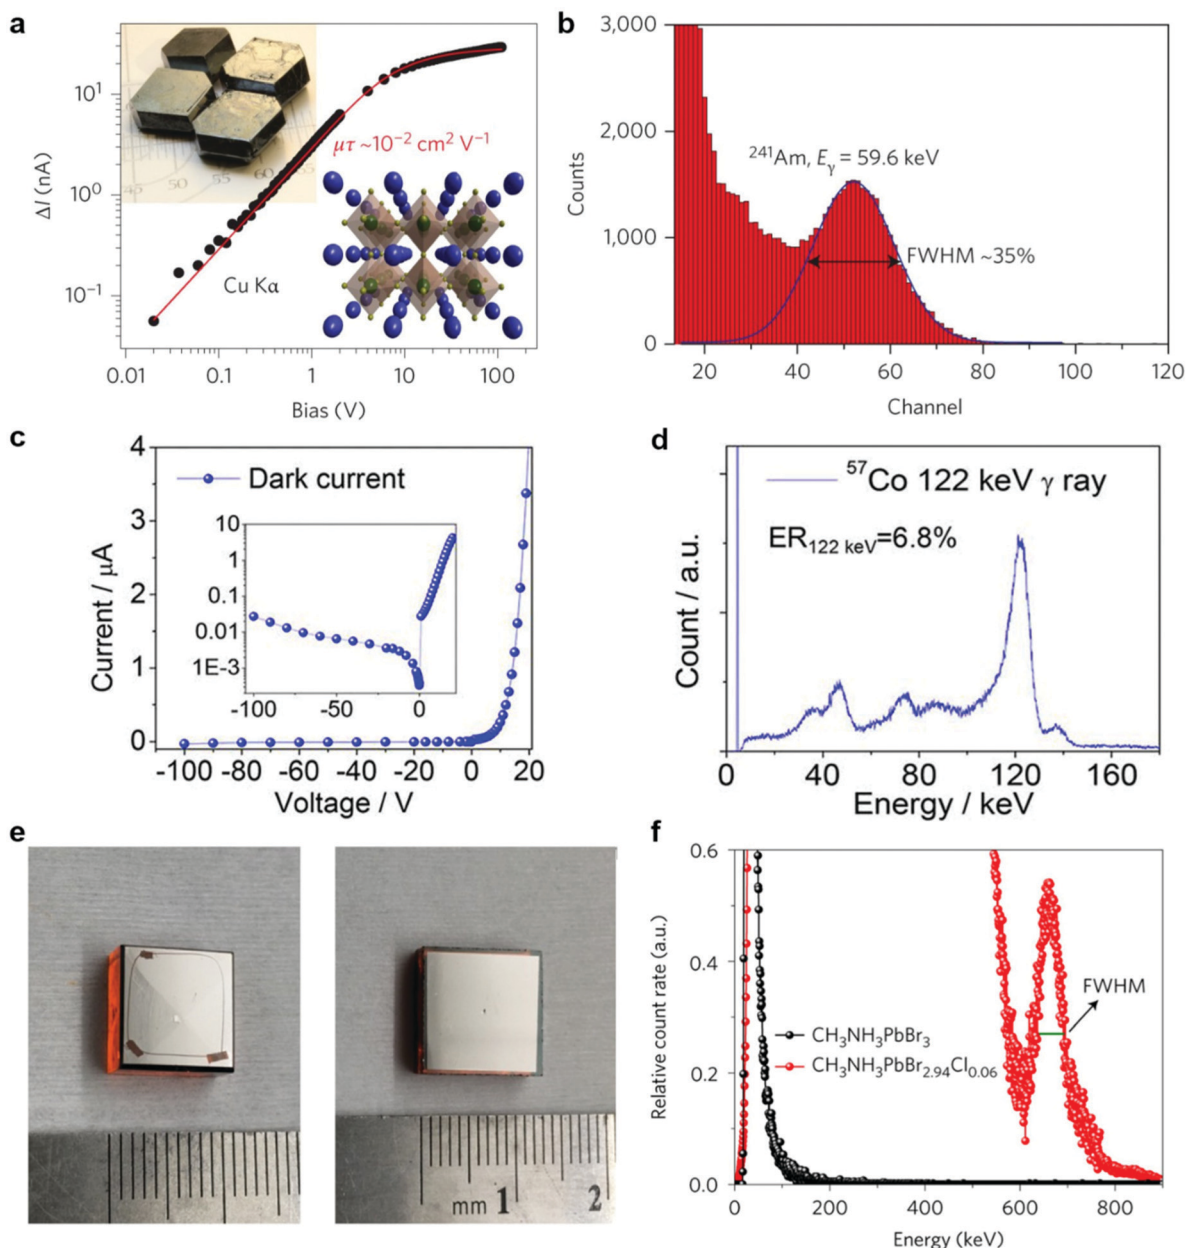 a
ΔI (nA)
10¹
10⁰
10⁻¹
45 50 55 60 65
μτ ~10⁻² cm² V⁻¹
Cu Kα
0.01 0.1 1 10 100
Bias (V)
b
Counts
3,000
2,000
1,000
0
²⁴¹Am, Eγ = 59.6 keV
FWHM ~35%
20 40 60 80 100 120
Channel
c
Current / μA
4
3
2
1
0
Dark current
10
1
0.1
0.01
1E-3
-100 -50 0
-100 -80 -60 -40 -20 0 20
Voltage / V
d
Count / a.u.
⁵⁷Co 122 keV γ ray
ER₁₂₂ keV=6.8%
0 40 80 120 160
Energy / keV
e
mm 1 2
f
Relative count rate (a.u.)
0.6
0.4
0.2
0.0
FWHM
CH₃NH₃PbBr₃
CH₃NH₃PbBr₂.₉₄Cl₀.₀₆
0 200 400 600 800
Energy (keV)